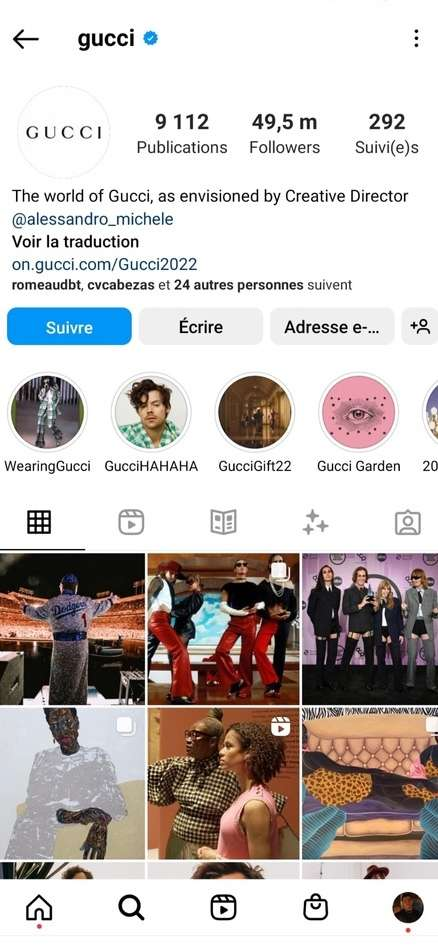 gucci
GUCCI
9 112
49,5 m
292
Publications
Followers
Suivi(e)s
The world of Gucci, as envisioned by Creative Director
@alessandro_michele
Voir la traduction
on.gucci.com/Gucci2022
romeaudbt, cvcabezas et 24 autres personnes suivent
Suivre
Écrire
Adresse e-...
WearingGucci
GucciHAHAHA
GucciGift22
Gucci Garden
20
Dodgers
1